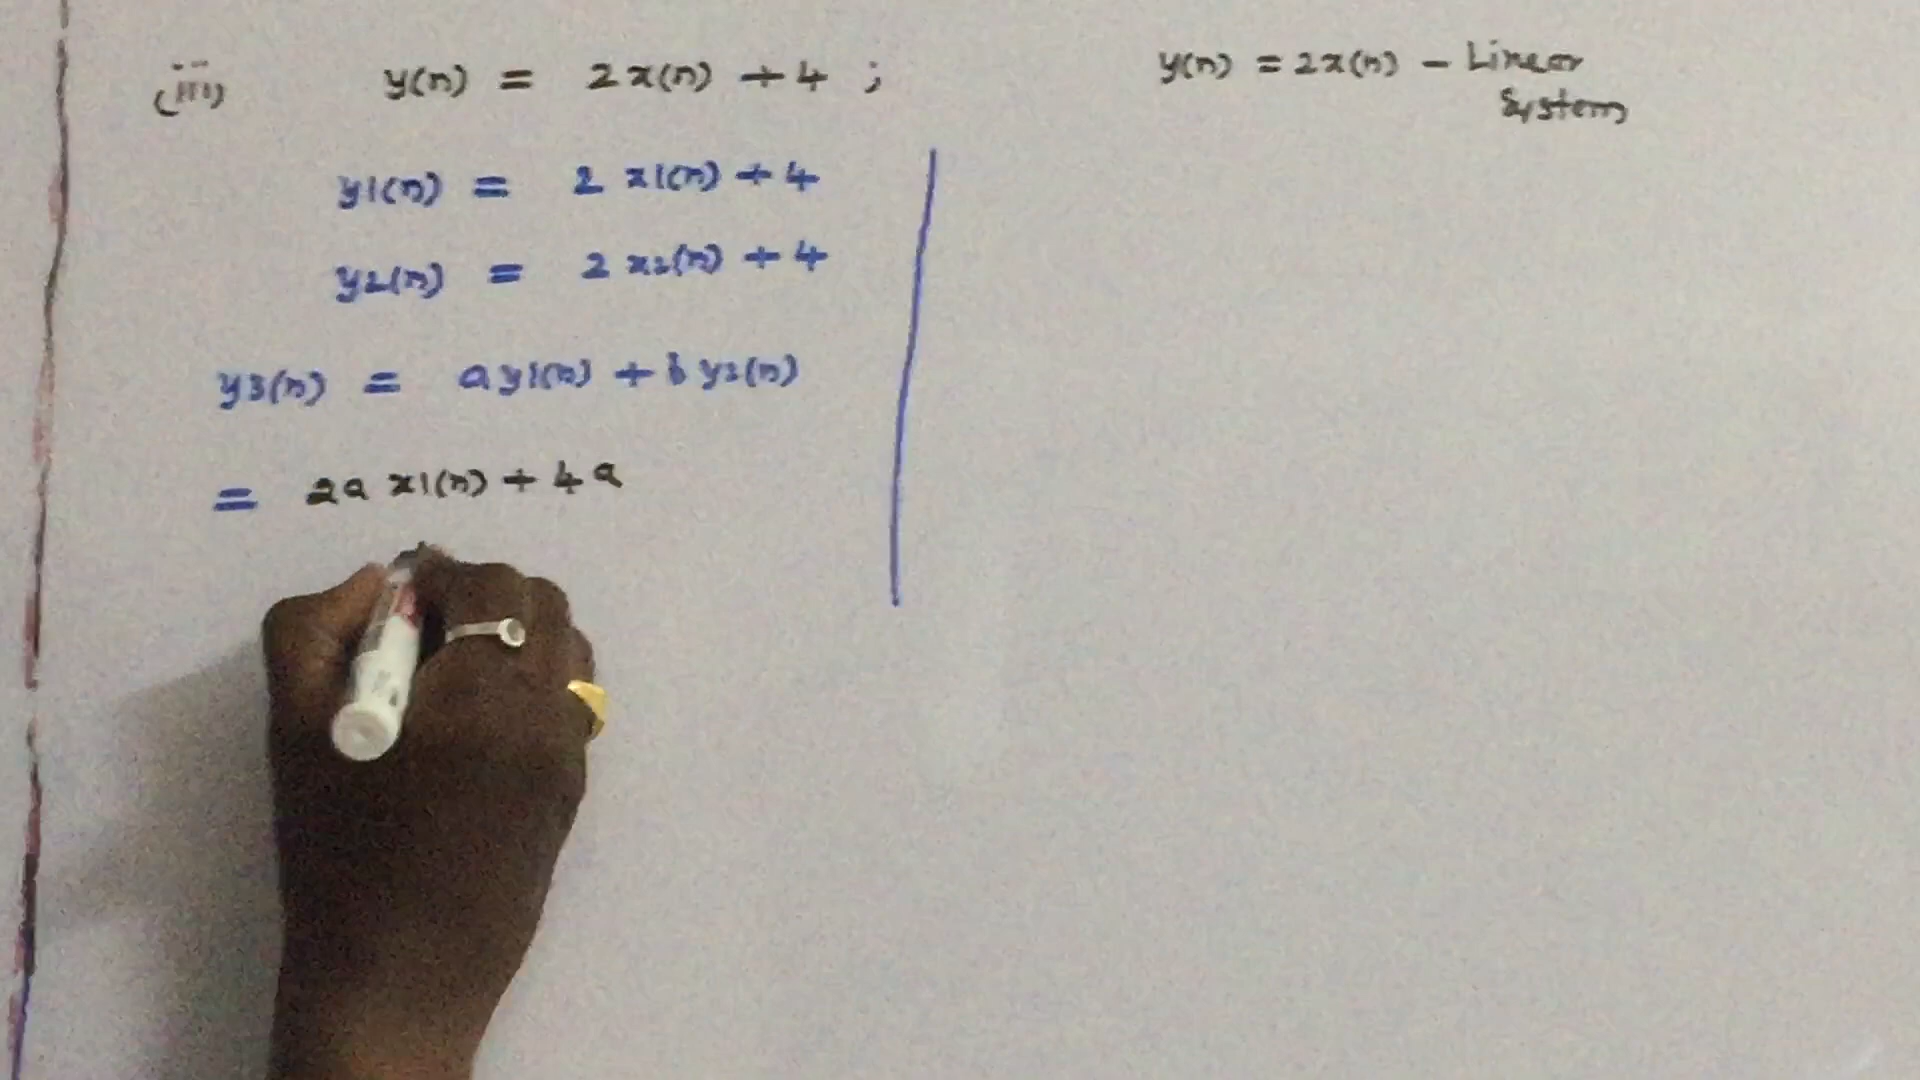 (iii) y(n) = 2x(n) + 4 ;
y(n) = 2x(n) - Linear
System
y1(n) = 2 x1(n) + 4
y2(n) = 2 x2(n) + 4
y3(n) = a y1(n) + b y2(n)
= 2a x1(n) + 4a